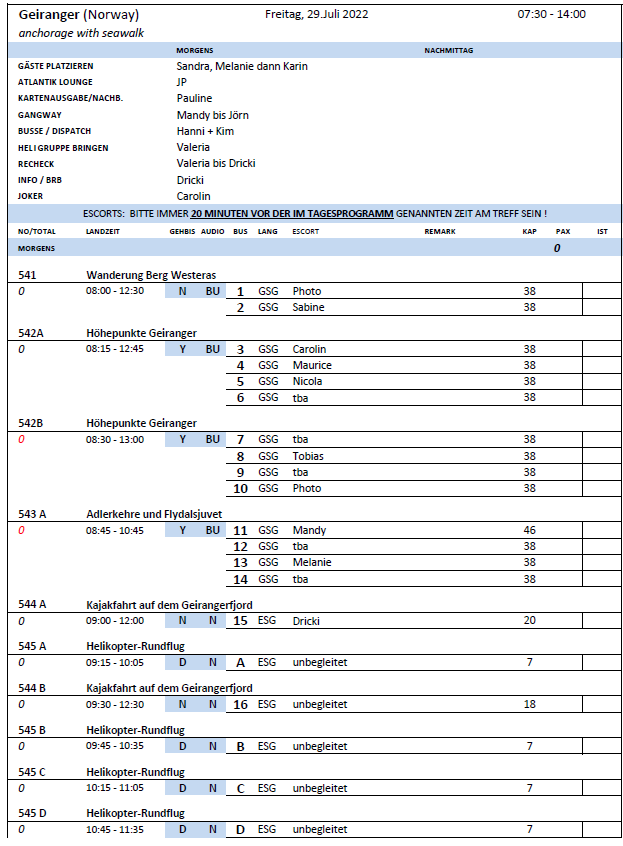 Geiranger (Norway) Freitag, 29.Juli 2022 07:30 - 14:00
anchorage with seawalk
MORGENS NACHMITTAG
GÄSTE PLATZIEREN Sandra, Melanie dann Karin
ATLANTIK LOUNGE JP
KARTENAUSGABE/NACHB. Pauline
GANGWAY Mandy bis Jörn
BUSSE / DISPATCH Hanni + Kim
HELI GRUPPE BRINGEN Valeria
RECHECK Valeria bis Dricki
INFO / BRB Dricki
JOKER Carolin
ESCORTS: BITTE IMMER 20 MINUTEN VOR DER IM TAGESPROGRAMM GENANNTEN ZEIT AM TREFF SEIN !
NO/TOTAL LANDZEIT GEHBIS AUDIO BUS LANG ESCORT REMARK KAP PAX IST
MORGENS 0
541 Wanderung Berg Westeras
0 08:00 - 12:30 N BU 1 GSG Photo 38
2 GSG Sabine 38
542A Höhepunkte Geiranger
0 08:15 - 12:45 Y BU 3 GSG Carolin 38
4 GSG Maurice 38
5 GSG Nicola 38
6 GSG tba 38
542B Höhepunkte Geiranger
0 08:30 - 13:00 Y BU 7 GSG tba 38
8 GSG Tobias 38
9 GSG tba 38
10 GSG Photo 38
543 A Adlerkehre und Flydalsjuvet
0 08:45 - 10:45 Y BU 11 GSG Mandy 46
12 GSG tba 38
13 GSG Melanie 38
14 GSG tba 38
544 A Kajakfahrt auf dem Geirangerfjord
0 09:00 - 12:00 N N 15 ESG Dricki 20
545 A Helikopter-Rundflug
0 09:15 - 10:05 D N A ESG unbegleitet 7
544 B Kajakfahrt auf dem Geirangerfjord
0 09:30 - 12:30 N N 16 ESG unbegleitet 18
545 B Helikopter-Rundflug
0 09:45 - 10:35 D N B ESG unbegleitet 7
545 C Helikopter-Rundflug
0 10:15 - 11:05 D N C ESG unbegleitet 7
545 D Helikopter-Rundflug
0 10:45 - 11:35 D N D ESG unbegleitet 7